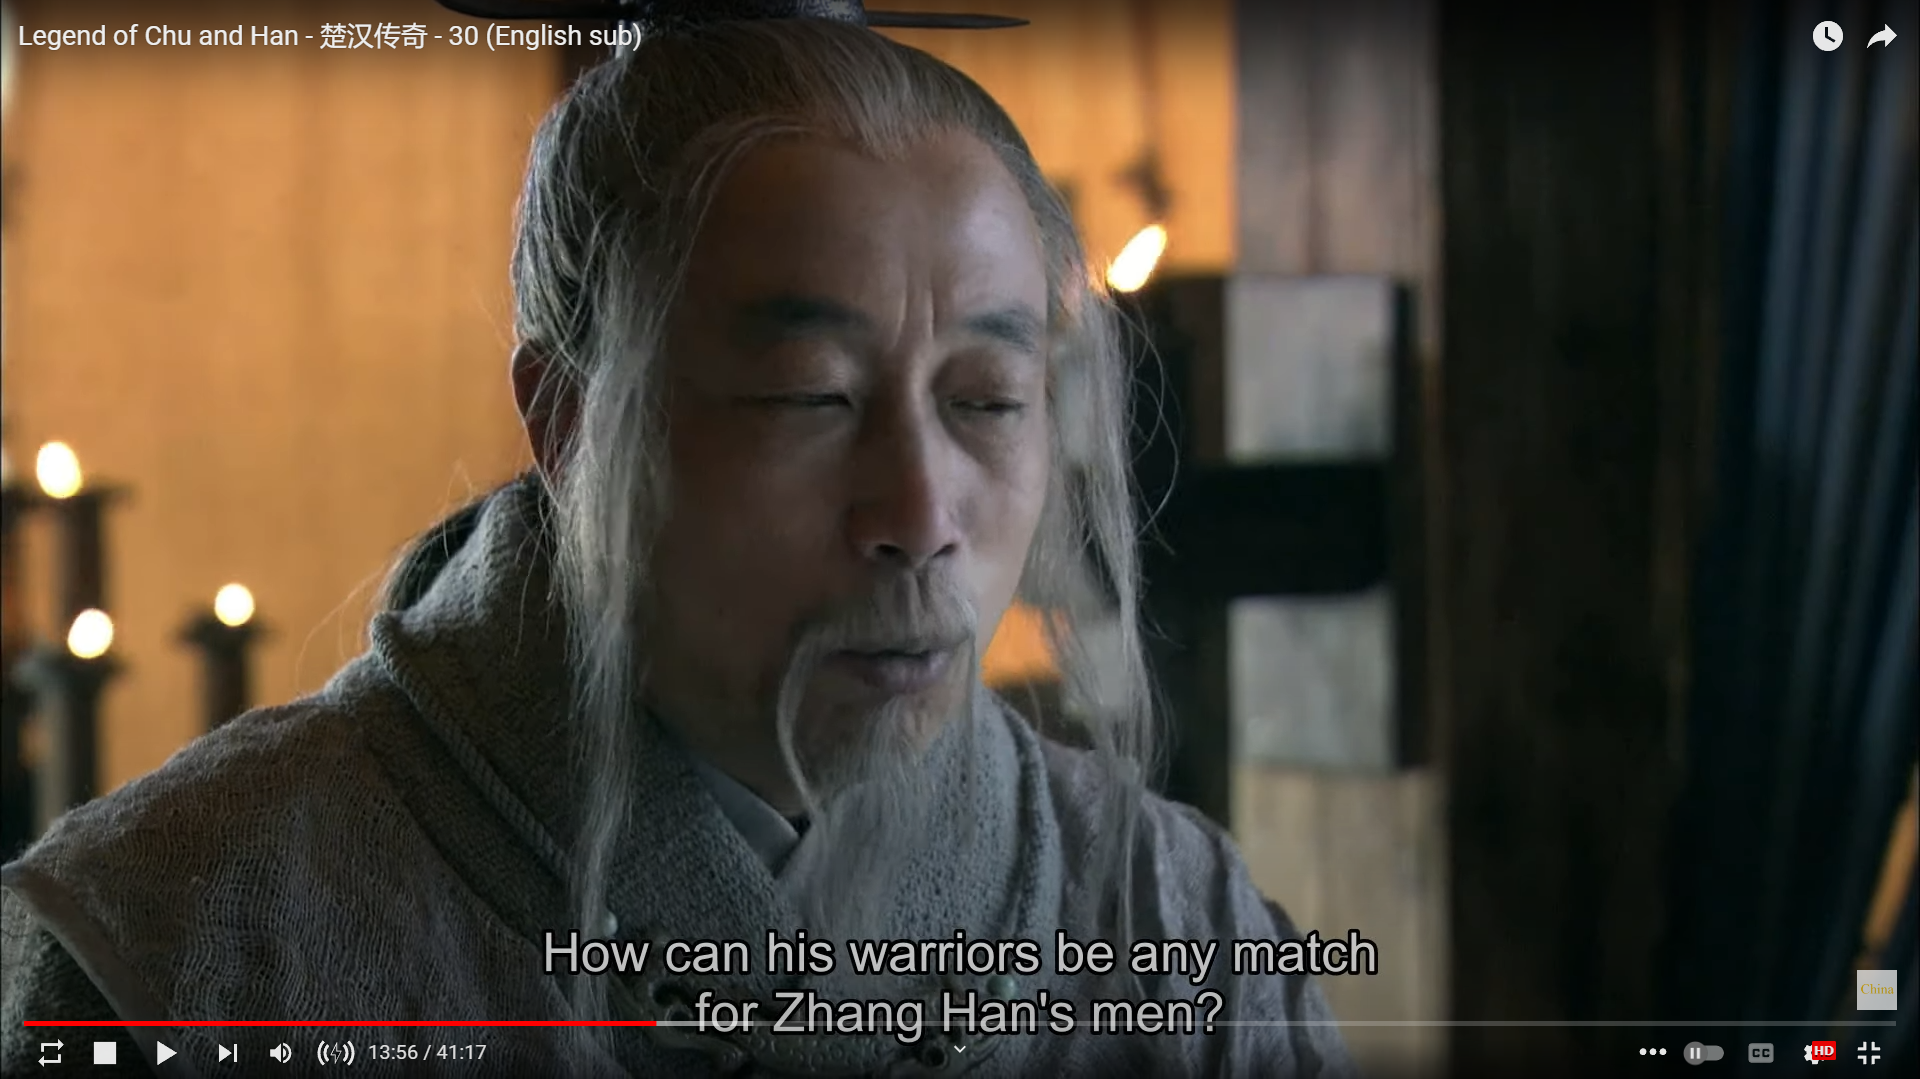 Legend of Chu and Han - 楚汉传奇 - 30 (English sub)
How can his warriors be any match
for Zhang Han's men?
China
13:56 / 41:17
CC
HD